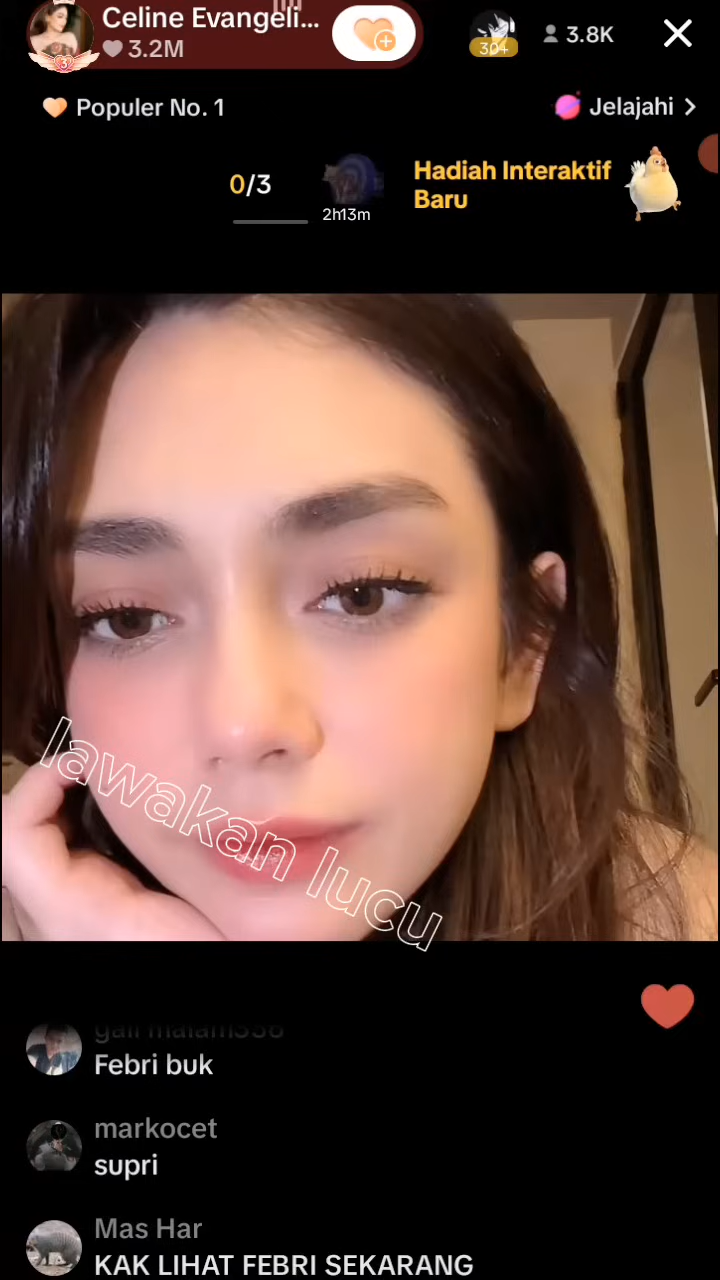 Celine Evangeli...
3.2M
304
3.8K
Populer No. 1
Jelajahi
0/3
2h13m
Hadiah Interaktif
Baru
lawakan lucu
Febri buk
markocet
supri
Mas Har
KAK LIHAT FEBRI SEKARANG